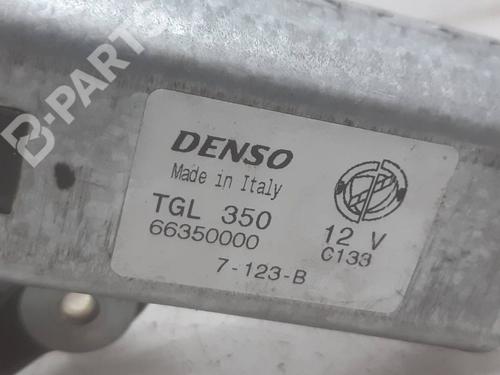 B-PARTS
DENSO
Made in Italy
TGL 350
66350000
12 V
C133
7-123-B